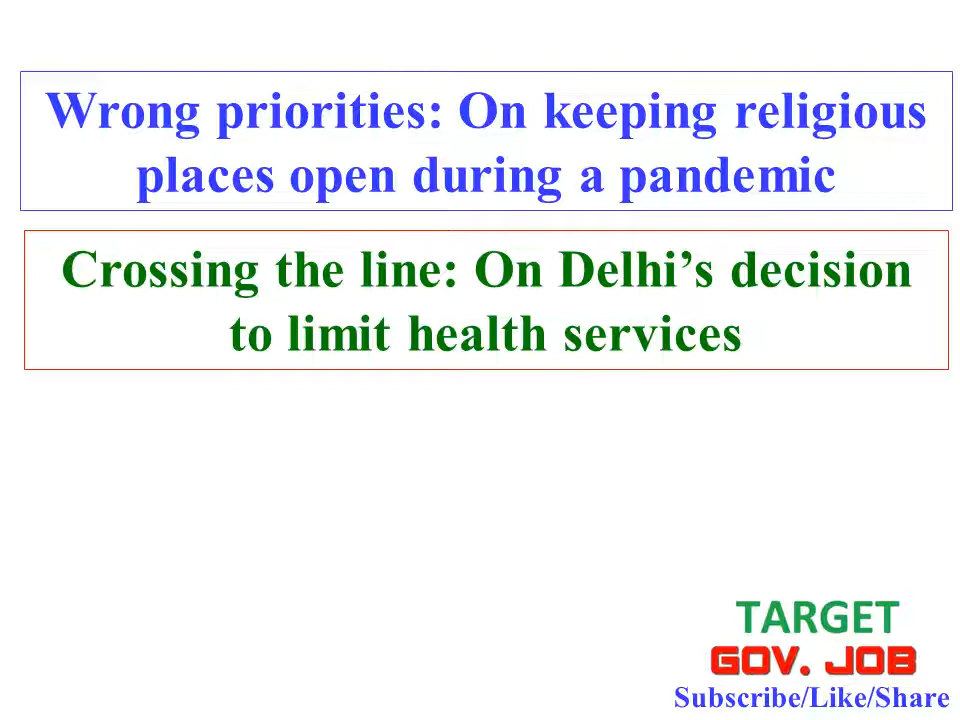 Wrong priorities: On keeping religious
places open during a pandemic
Crossing the line: On Delhi’s decision
to limit health services
TARGET
GOV. JOB
Subscribe/Like/Share